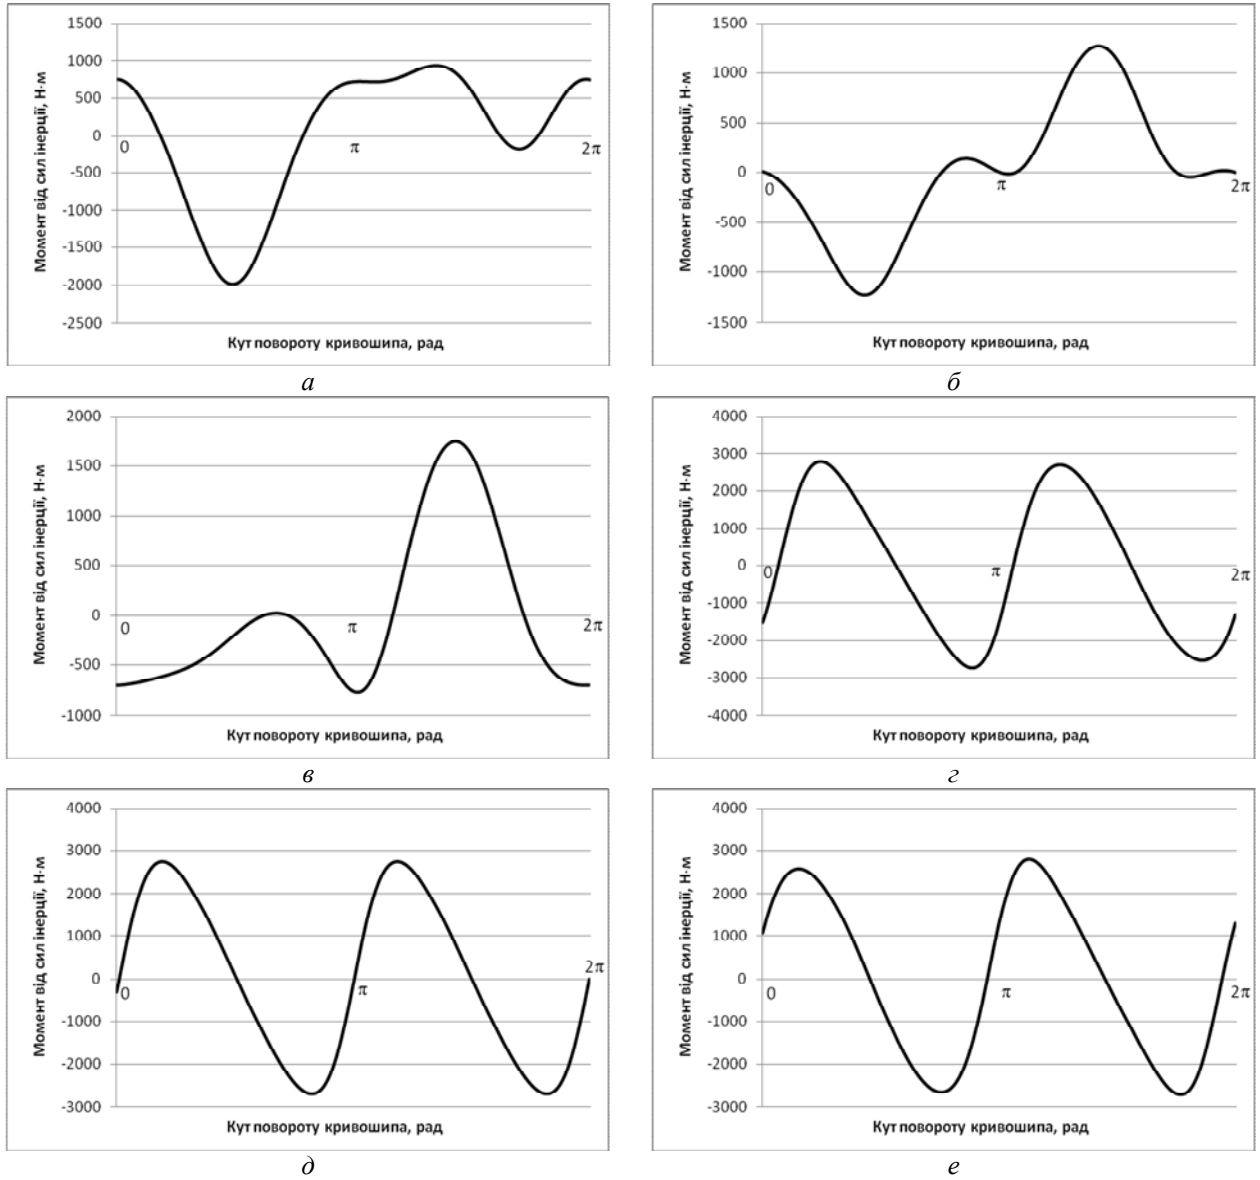 1500
1000
500
0
-500
-1000
-1500
-2000
-2500
Момент від сил інерції, Н·м
0
π
2π
Кут повороту кривошипа, рад
а
1500
1000
500
0
-500
-1000
-1500
Момент від сил інерції, Н·м
0
π
2π
Кут повороту кривошипа, рад
б
2000
1500
1000
500
0
-500
-1000
Момент від сил інерції, Н·м
0
π
2π
Кут повороту кривошипа, рад
в
4000
3000
2000
1000
0
-1000
-2000
-3000
-4000
Момент від сил інерції, Н·м
0
π
2π
Кут повороту кривошипа, рад
г
4000
3000
2000
1000
0
-1000
-2000
-3000
Момент від сил інерції, Н·м
0
π
2π
Кут повороту кривошипа, рад
д
4000
3000
2000
1000
0
-1000
-2000
-3000
Момент від сил інерції, Н·м
0
π
2π
Кут повороту кривошипа, рад
е